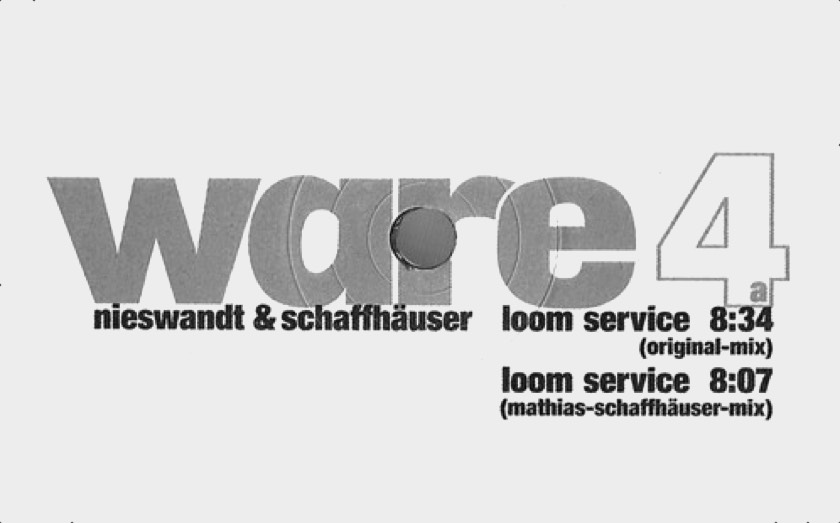 ware 4
a
nieswandt & schaffhäuser
loom service 8:34
(original-mix)
loom service 8:07
(mathias-schaffhäuser-mix)